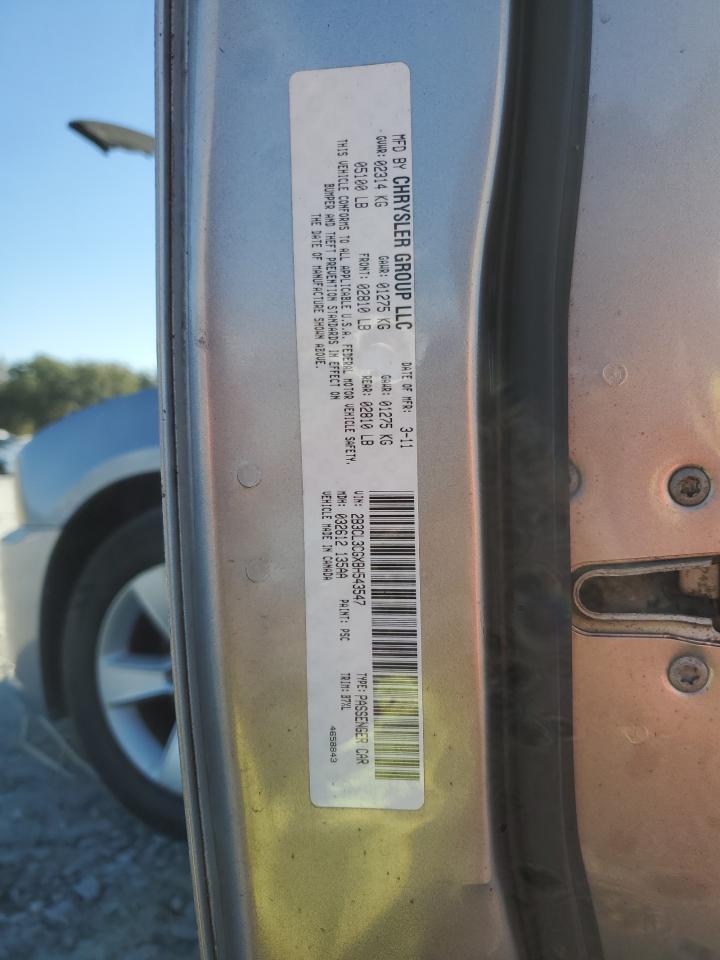 MFD BY CHRYSLER GROUP LLC DATE OF MFR: 3-11
GVWR: 02314 KG GAWR: 01275 KG GAWR: 01275 KG
05100 LB FRONT: 02810 LB REAR: 02810 LB
THIS VEHICLE CONFORMS TO ALL APPLICABLE U.S.A. FEDERAL MOTOR VEHICLE SAFETY,
BUMPER AND THEFT PREVENTION STANDARDS IN EFFECT ON
THE DATE OF MANUFACTURE SHOWN ABOVE.
VIN: 2B3CL3CGXBH543547 TYPE: PASSENGER CAR
MDH: 032612 135AA PAINT: PSC TRIM: B7XL
VEHICLE MADE IN CANADA 4658843